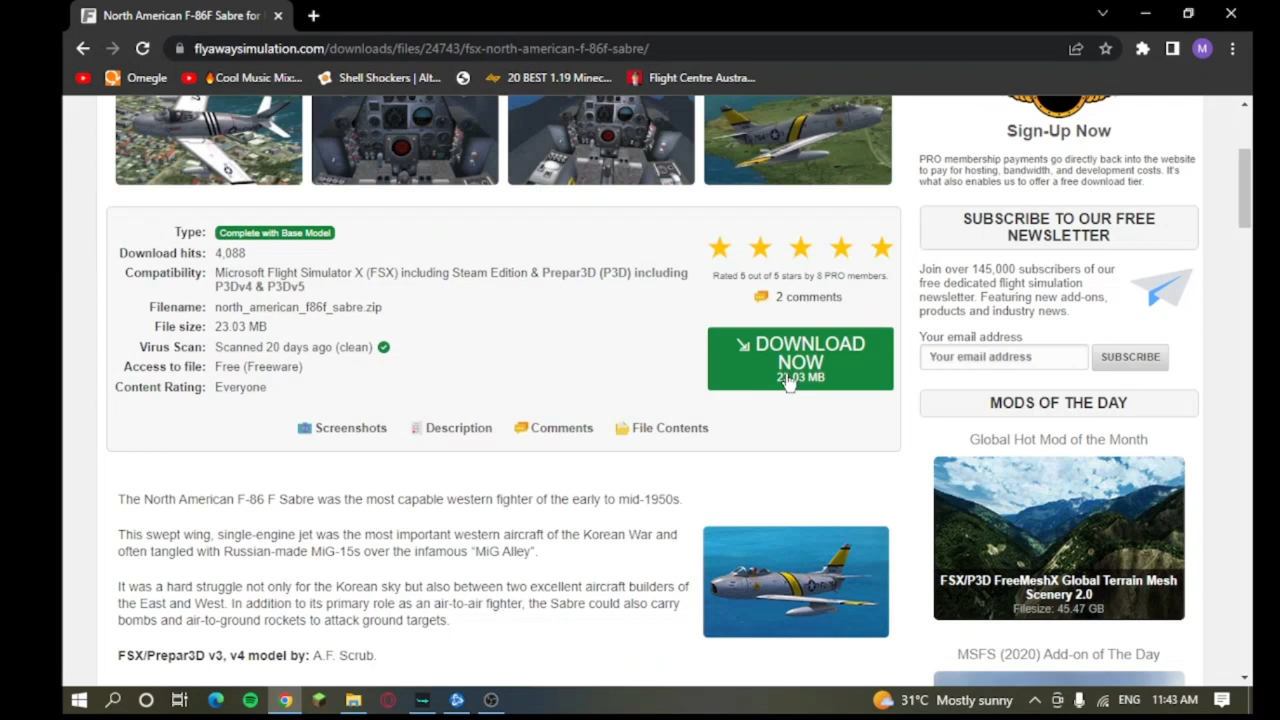 North American F-86F Sabre for
flyawaysimulation.com/downloads/files/24743/fsx-north-american-f-86f-sabre/
M
Omegle
🔥Cool Music Mix:...
Shell Shockers | Alt...
20 BEST 1.19 Minec...
Flight Centre Austra...
Sign-Up Now
PRO membership payments go directly back into the website
to pay for hosting, bandwidth, and development costs. It's
what also enables us to offer a free download tier.
Type: Complete with Base Model
Download hits: 4,088
Compatibility: Microsoft Flight Simulator X (FSX) including Steam Edition & Prepar3D (P3D) including
P3Dv4 & P3Dv5
Filename: north_american_f86f_sabre.zip
File size: 23.03 MB
Virus Scan: Scanned 20 days ago (clean)
Access to file: Free (Freeware)
Content Rating: Everyone
Rated 5 out of 5 stars by 8 PRO members.
2 comments
DOWNLOAD
NOW
23.03 MB
Screenshots
Description
Comments
File Contents
SUBSCRIBE TO OUR FREE
NEWSLETTER
Join over 145,000 subscribers of our
free dedicated flight simulation
newsletter. Featuring new add-ons,
products and industry news.
Your email address
Your email address
SUBSCRIBE
MODS OF THE DAY
Global Hot Mod of the Month
FSX/P3D FreeMeshX Global Terrain Mesh
Scenery 2.0
Filesize: 45.47 GB
MSFS (2020) Add-on of The Day
The North American F-86 F Sabre was the most capable western fighter of the early to mid-1950s.
This swept wing, single-engine jet was the most important western aircraft of the Korean War and
often tangled with Russian-made MiG-15s over the infamous “MiG Alley”.
It was a hard struggle not only for the Korean sky but also between two excellent aircraft builders of
the East and West. In addition to its primary role as an air-to-air fighter, the Sabre could also carry
bombs and air-to-ground rockets to attack ground targets.
FSX/Prepar3D v3, v4 model by: A.F. Scrub.
31°C Mostly sunny
ENG
11:43 AM